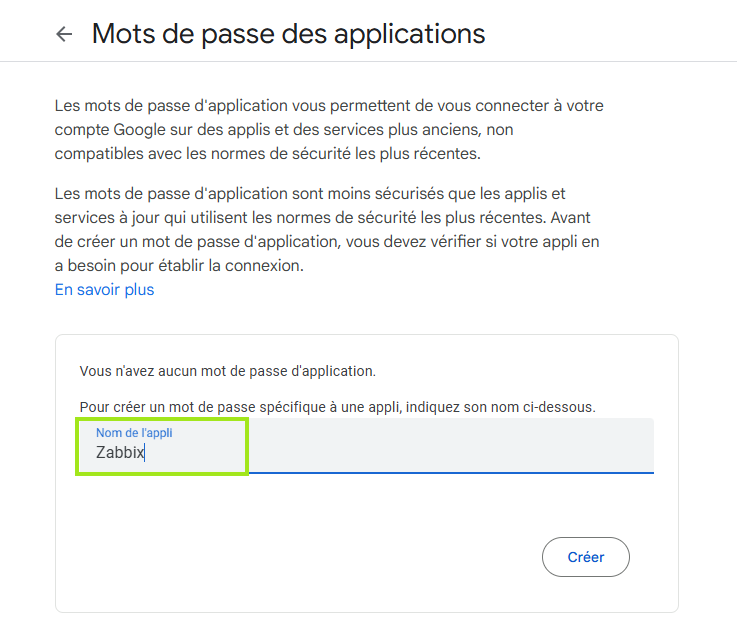 Mots de passe des applications
Les mots de passe d'application vous permettent de vous connecter à votre
compte Google sur des applis et des services plus anciens, non
compatibles avec les normes de sécurité les plus récentes.
Les mots de passe d'application sont moins sécurisés que les applis et
services à jour qui utilisent les normes de sécurité les plus récentes. Avant
de créer un mot de passe d'application, vous devez vérifier si votre appli en
a besoin pour établir la connexion.
En savoir plus
Vous n'avez aucun mot de passe d'application.
Pour créer un mot de passe spécifique à une appli, indiquez son nom ci-dessous.
Nom de l'appli
Zabbix
Créer